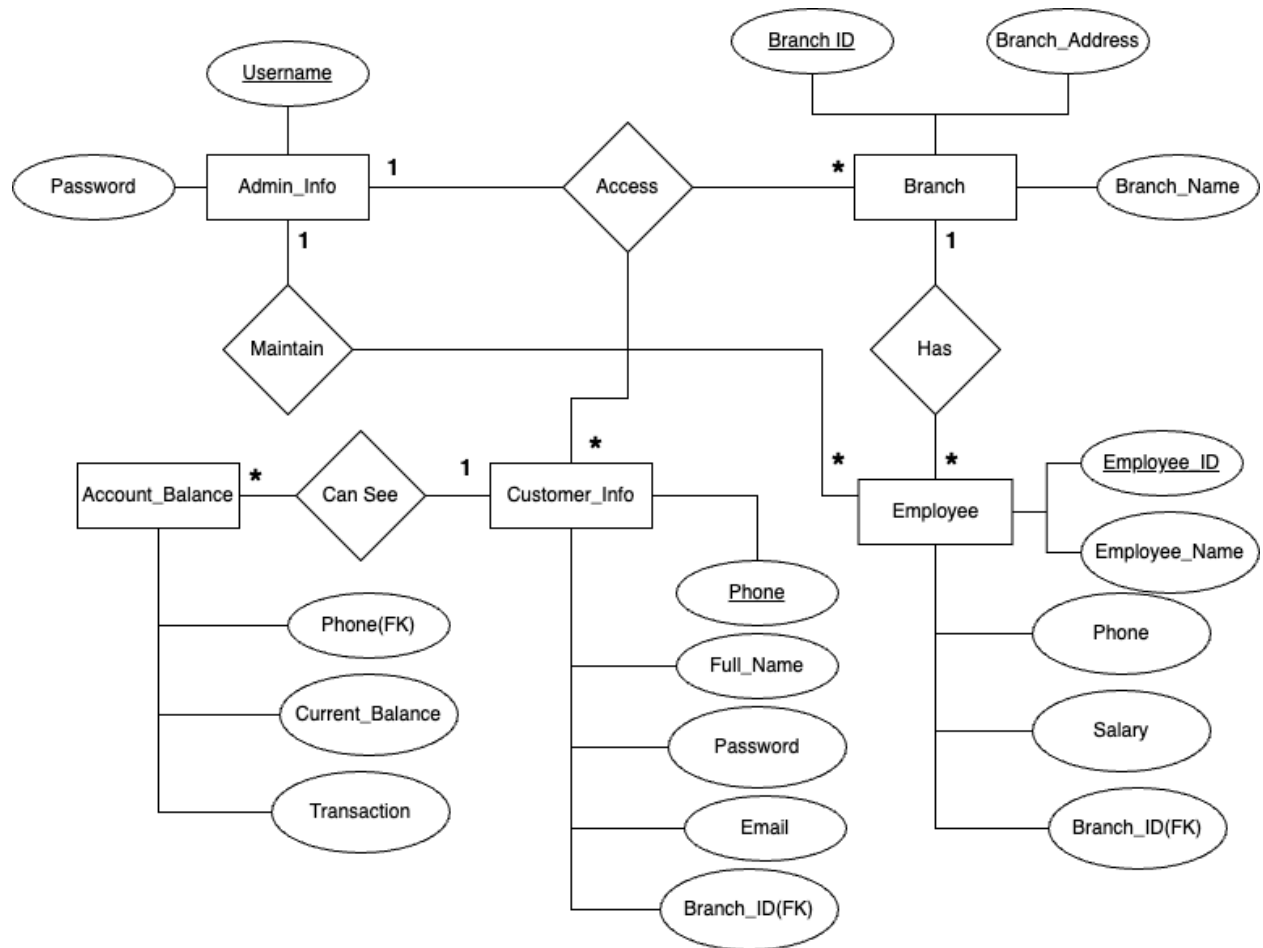 Branch ID
Branch_Address
Username
Password
Admin_Info
1
Access
*
Branch
Branch_Name
1
1
Maintain
Has
*
*
*
Employee_ID
Account_Balance
*
Can See
1
Customer_Info
Employee
Employee_Name
Phone
Phone(FK)
Phone
Full_Name
Current_Balance
Salary
Password
Transaction
Email
Branch_ID(FK)
Branch_ID(FK)